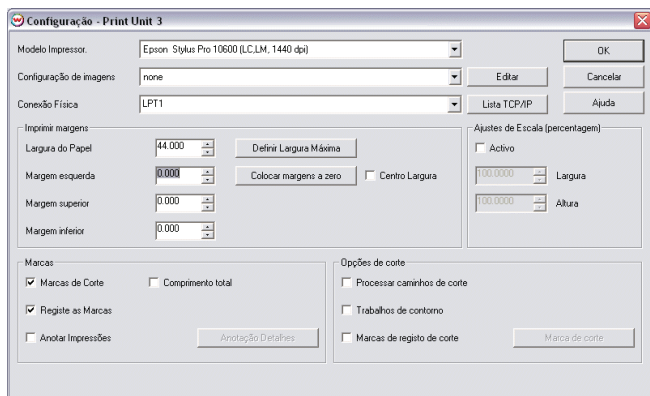 Configuração - Print Unit 3
Modelo Impressor. Epson Stylus Pro 10600 (LC,LM, 1440 dpi) OK
Configuração de imagens none Editar Cancelar
Conexão Física LPT1 Lista TCP/IP Ajuda
Imprimir margens Ajustes de Escala (percentagem)
Largura do Papel 44.000 Definir Largura Máxima Activo
Margem esquerda 0.000 Colocar margens a zero Centro Largura 100.0000 Largura
Margem superior 0.000 100.0000 Altura
Margem inferior 0.000
Marcas Opções de corte
Marcas de Corte Comprimento total Processar caminhos de corte
Registe as Marcas Trabalhos de contorno
Anotar Impressões Anotação Detalhes Marcas de registo de corte Marca de corte